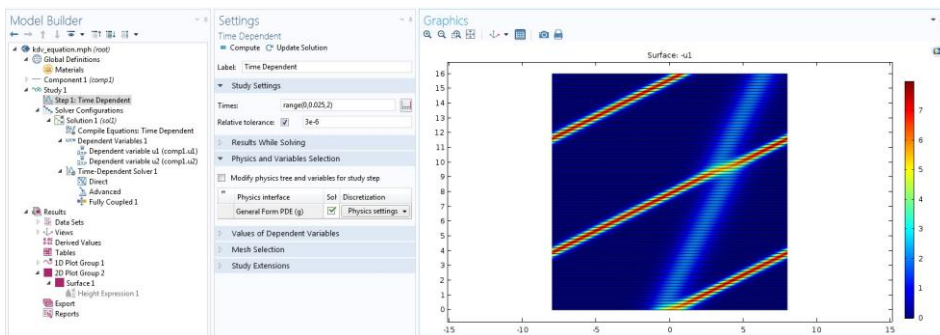 Model Builder
kdv_equation.mph (root)
Global Definitions
Materials
Component 1 (comp1)
Study 1
Step 1: Time Dependent
Solver Configurations
Solution 1 (sol1)
Compile Equations: Time Dependent
Dependent Variables 1
Dependent variable u1 (comp1.u1)
Dependent variable u2 (comp1.u2)
Time-Dependent Solver 1
Direct
Advanced
Fully Coupled 1
Results
Data Sets
Views
Derived Values
Tables
1D Plot Group 1
2D Plot Group 2
Surface 1
Height Expression 1
Export
Reports
Settings
Time Dependent
Compute Update Solution
Label: Time Dependent
Study Settings
Times: range(0,0.025,2)
Relative tolerance: 3e-6
Results While Solving
Physics and Variables Selection
Modify physics tree and variables for study step
Physics interface Sol Discretization
General Form PDE (g) Physics settings
Values of Dependent Variables
Mesh Selection
Study Extensions
Graphics
Surface: -u1
16
15
14
13
12
11
10
9
8
7
6
5
4
3
2
1
0
-15 -10 -5 0 5 10 15
7
6
5
4
3
2
1
0